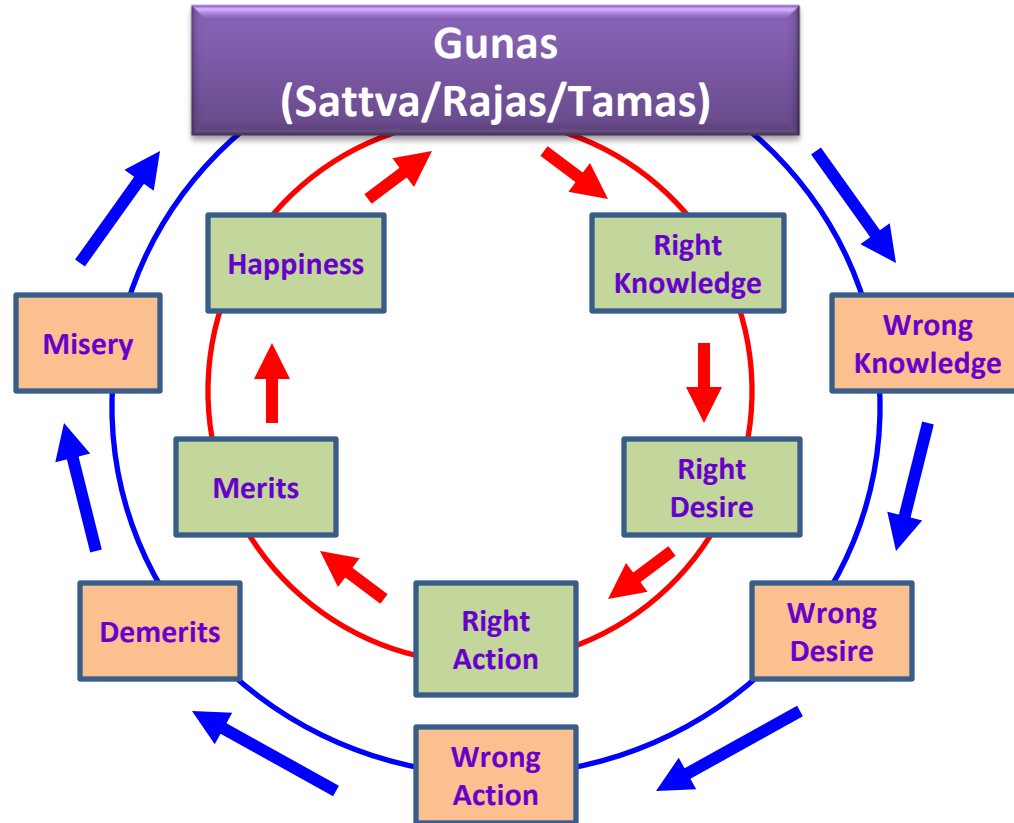 Gunas
(Sattva/Rajas/Tamas)
Happiness
Right
Knowledge
Misery
Wrong
Knowledge
Merits
Right
Desire
Demerits
Right
Action
Wrong
Desire
Wrong
Action